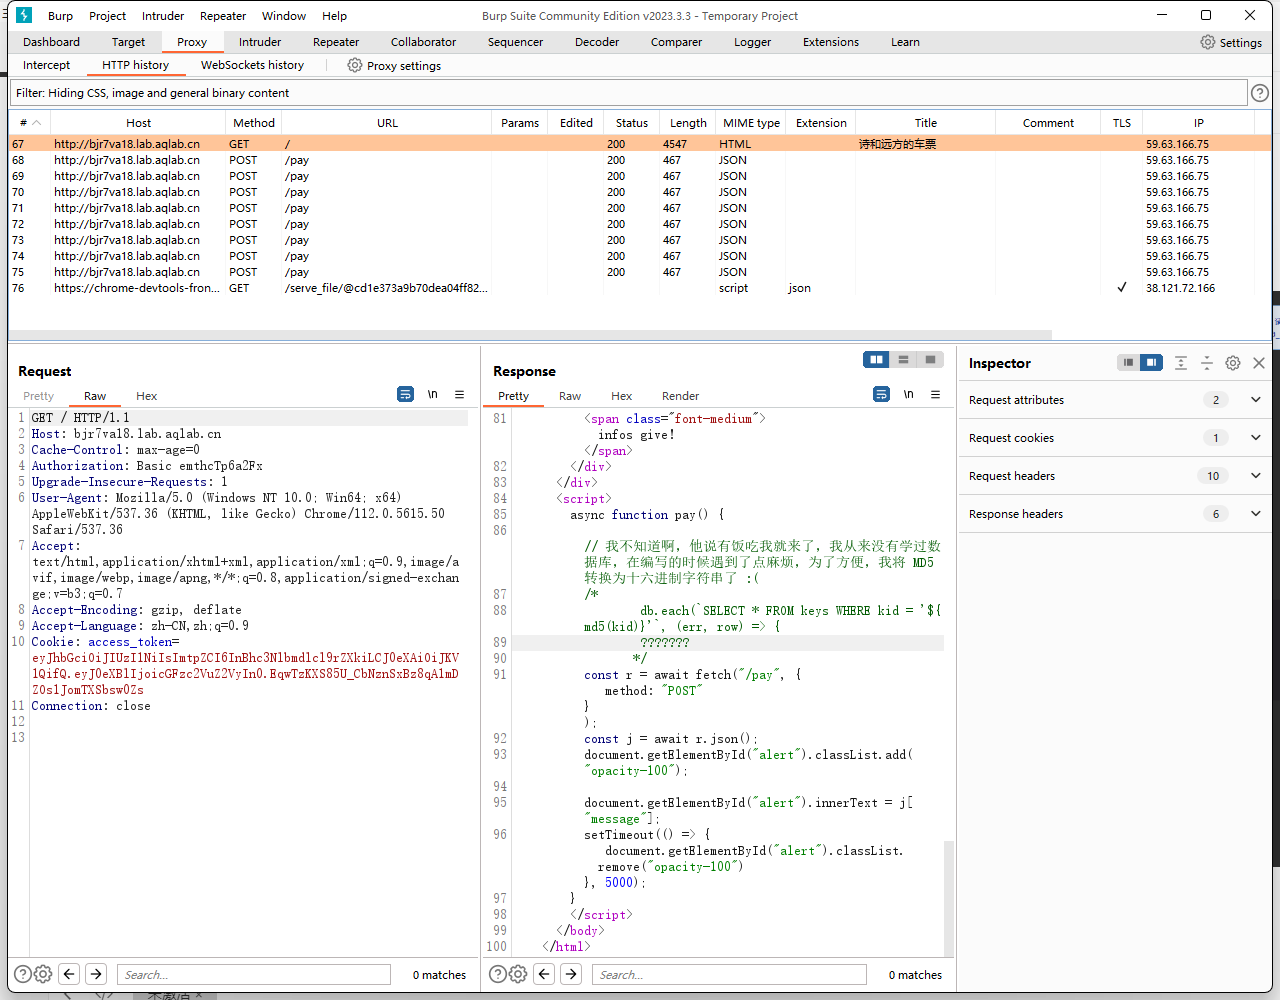 Burp Project Intruder Repeater Window Help Burp Suite Community Edition v2023.3.3 - Temporary Project
Dashboard Target Proxy Intruder Repeater Collaborator Sequencer Decoder Comparer Logger Extensions Learn Settings
Intercept HTTP history WebSockets history Proxy settings
Filter: Hiding CSS, image and general binary content
# Host Method URL Params Edited Status Length MIME type Extension Title Comment TLS IP
67 http://bjr7va18.lab.aqlab.cn GET / 200 4547 HTML 诗和远方的车票 59.63.166.75
68 http://bjr7va18.lab.aqlab.cn POST /pay 200 467 JSON 59.63.166.75
69 http://bjr7va18.lab.aqlab.cn POST /pay 200 467 JSON 59.63.166.75
70 http://bjr7va18.lab.aqlab.cn POST /pay 200 467 JSON 59.63.166.75
71 http://bjr7va18.lab.aqlab.cn POST /pay 200 467 JSON 59.63.166.75
72 http://bjr7va18.lab.aqlab.cn POST /pay 200 467 JSON 59.63.166.75
73 http://bjr7va18.lab.aqlab.cn POST /pay 200 467 JSON 59.63.166.75
74 http://bjr7va18.lab.aqlab.cn POST /pay 200 467 JSON 59.63.166.75
75 http://bjr7va18.lab.aqlab.cn POST /pay 200 467 JSON 59.63.166.75
76 https://chrome-devtools-fron... GET /serve_file/@cd1e373a9b70dea04ff82... script json ✓ 38.121.72.166
Request
Pretty Raw Hex \n
1 GET / HTTP/1.1
2 Host: bjr7va18.lab.aqlab.cn
3 Cache-Control: max-age=0
4 Authorization: Basic emthcTp6a2Fx
5 Upgrade-Insecure-Requests: 1
6 User-Agent: Mozilla/5.0 (Windows NT 10.0; Win64; x64)
AppleWebKit/537.36 (KHTML, like Gecko) Chrome/112.0.5615.50
Safari/537.36
7 Accept:
text/html,application/xhtml+xml,application/xml;q=0.9,image/a
vif,image/webp,image/apng,*/*;q=0.8,application/signed-exchan
ge;v=b3;q=0.7
8 Accept-Encoding: gzip, deflate
9 Accept-Language: zh-CN,zh;q=0.9
10 Cookie: access_token=
eyJhbGciOiJIUzI1NiIsImtpZCI6InBhc3Nlbmdlcl9rZXkiLCJ0eXAiOiJKV
1QifQ.eyJ0eXBlIjoicGFzc2VuZ2VyIn0.EqwTzKXS85U_CbNznSxBz8qA1mD
Z0slJomTXSbsw0Zs
11 Connection: close
12
13
Search... 0 matches
Response
Pretty Raw Hex Render \n
81 <span class="font-medium">
infos give!
</span>
82 </div>
83 </div>
84 <script>
85 async function pay() {
86
// 我不知道啊，他说有饭吃我就来了，我从来没有学过数
据库，在编写的时候遇到了点麻烦，为了方便，我将 MD5
转换为十六进制字符串了 :(
87 /*
88 db.each(`SELECT * FROM keys WHERE kid = '${
md5(kid)}'`, (err, row) => {
89 ???????
90 */
91 const r = await fetch("/pay", {
method: "POST"
}
);
92 const j = await r.json();
93 document.getElementById("alert").classList.add(
"opacity-100");
94
95 document.getElementById("alert").innerText = j[
"message"];
96 setTimeout(() => {
document.getElementById("alert").classList.
remove("opacity-100")
}, 5000);
97 }
98 </script>
99 </body>
100 </html>
Search... 0 matches
Inspector
Request attributes 2
Request cookies 1
Request headers 10
Response headers 6